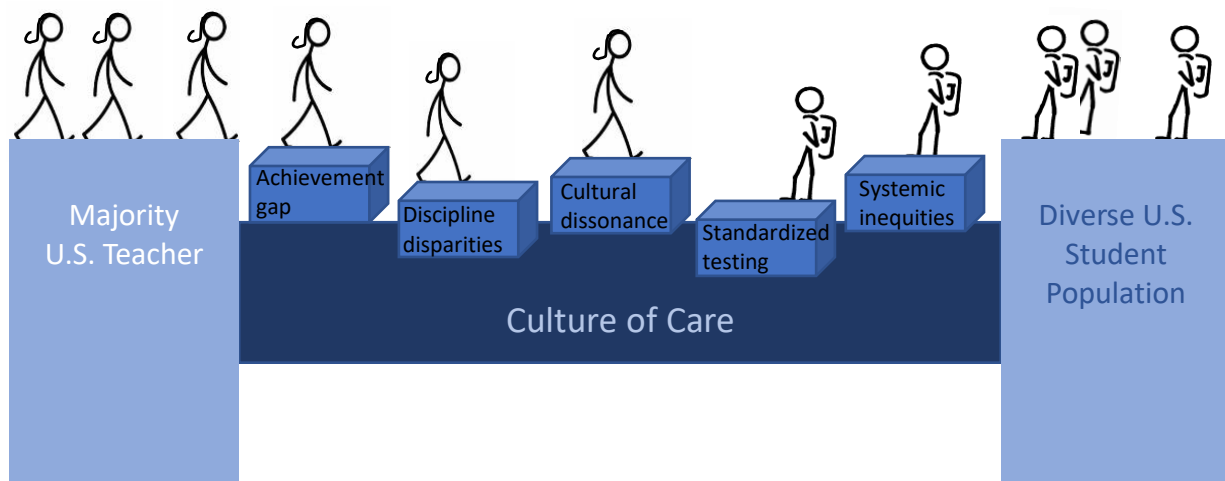 Majority
U.S. Teacher
Achievement
gap
Discipline
disparities
Cultural
dissonance
Standardized
testing
Systemic
inequities
Diverse U.S.
Student
Population
Culture of Care